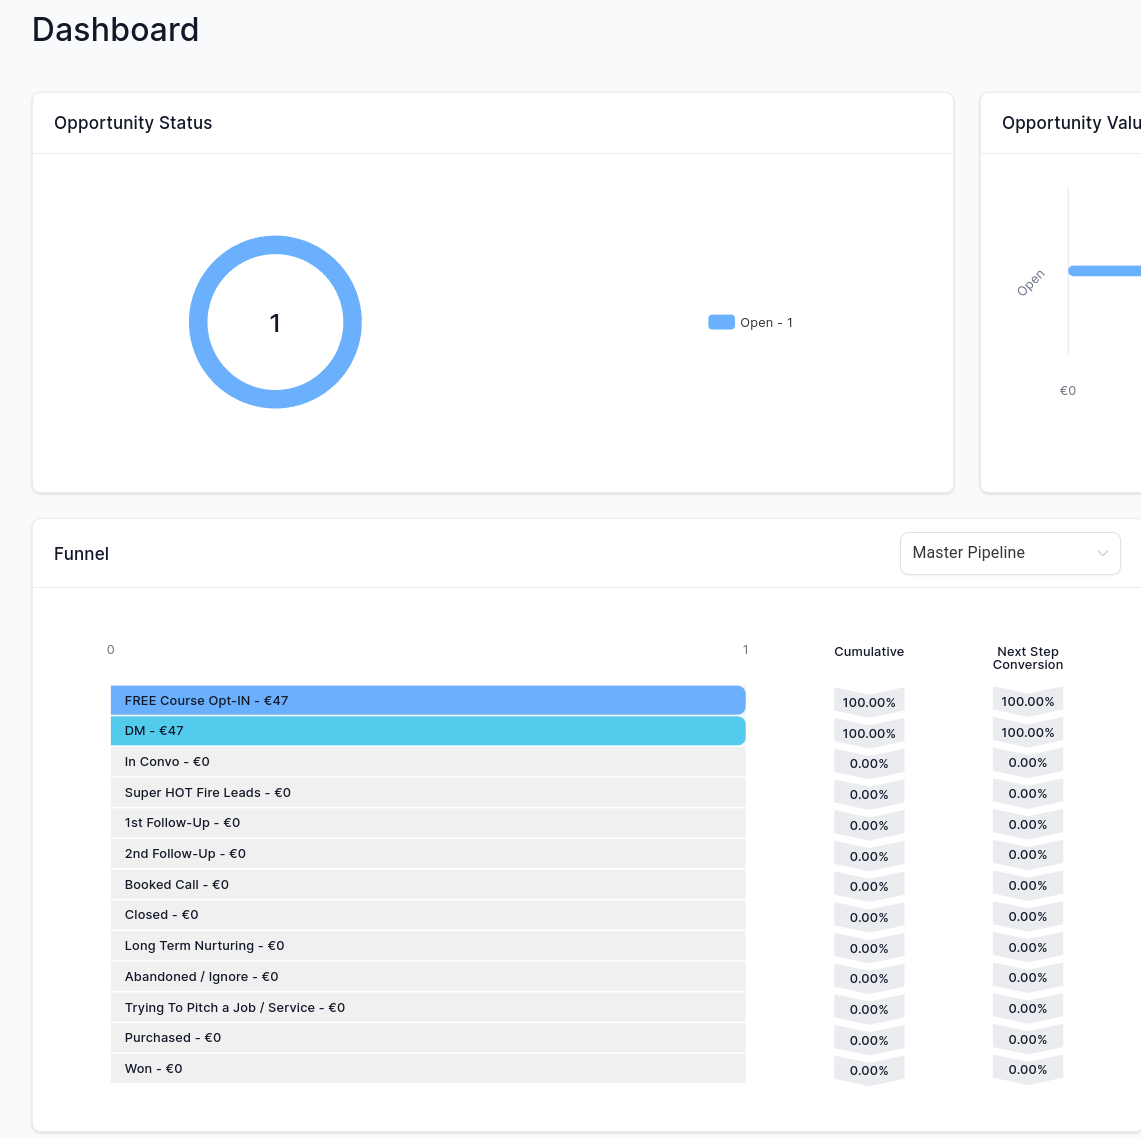 Dashboard
Opportunity Status
Opportunity Valu
1
Open - 1
Open
€0
Funnel
Master Pipeline
0
1
Cumulative
Next Step
Conversion
FREE Course Opt-IN - €47
100.00%
100.00%
DM - €47
100.00%
100.00%
In Convo - €0
0.00%
0.00%
Super HOT Fire Leads - €0
0.00%
0.00%
1st Follow-Up - €0
0.00%
0.00%
2nd Follow-Up - €0
0.00%
0.00%
Booked Call - €0
0.00%
0.00%
Closed - €0
0.00%
0.00%
Long Term Nurturing - €0
0.00%
0.00%
Abandoned / Ignore - €0
0.00%
0.00%
Trying To Pitch a Job / Service - €0
0.00%
0.00%
Purchased - €0
0.00%
0.00%
Won - €0
0.00%
0.00%